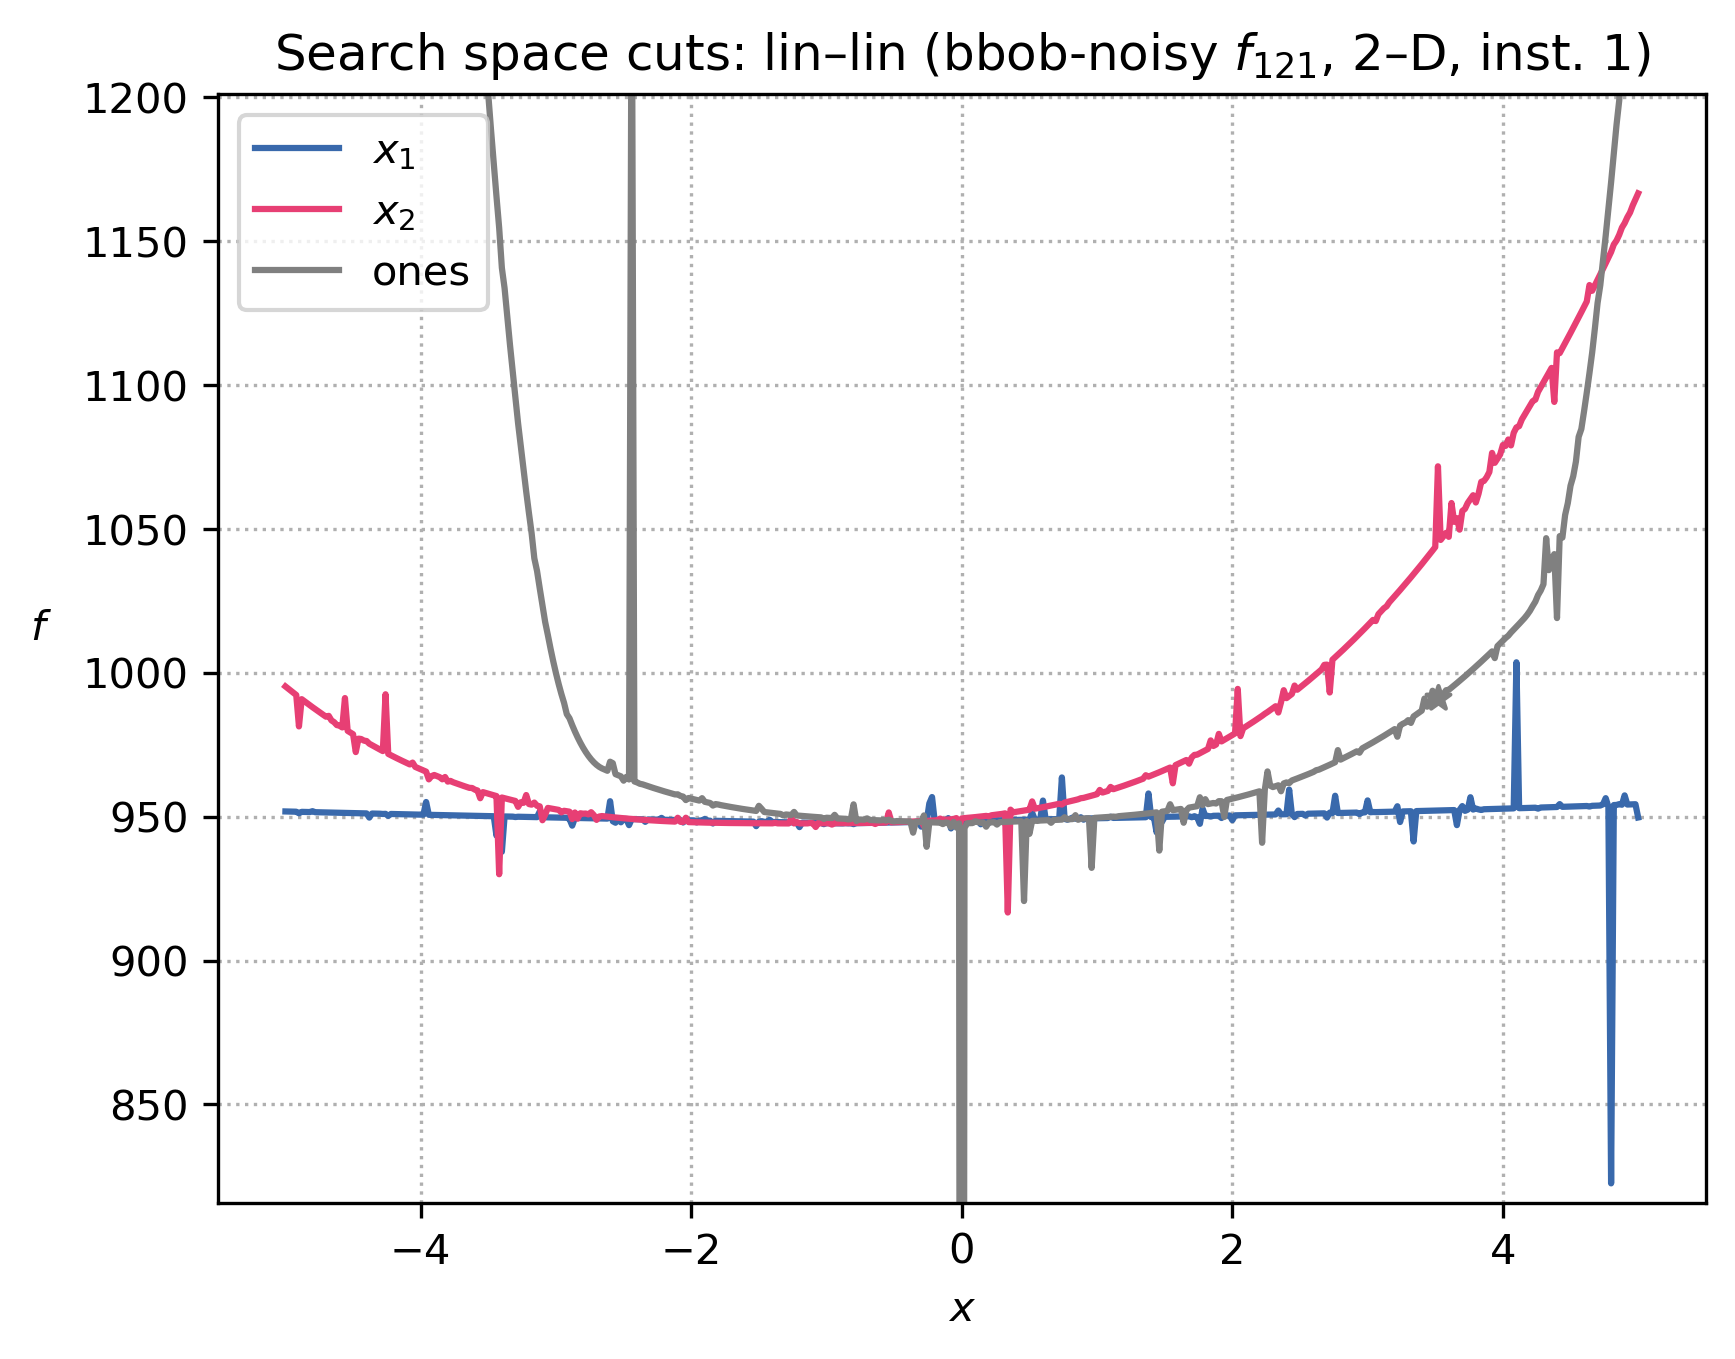 Search space cuts: lin–lin (bbob-noisy f₁₂₁, 2–D, inst. 1)
1200
1150
1100
1050
1000
950
900
850
x₁
x₂
ones
f
−4
−2
0
2
4
x